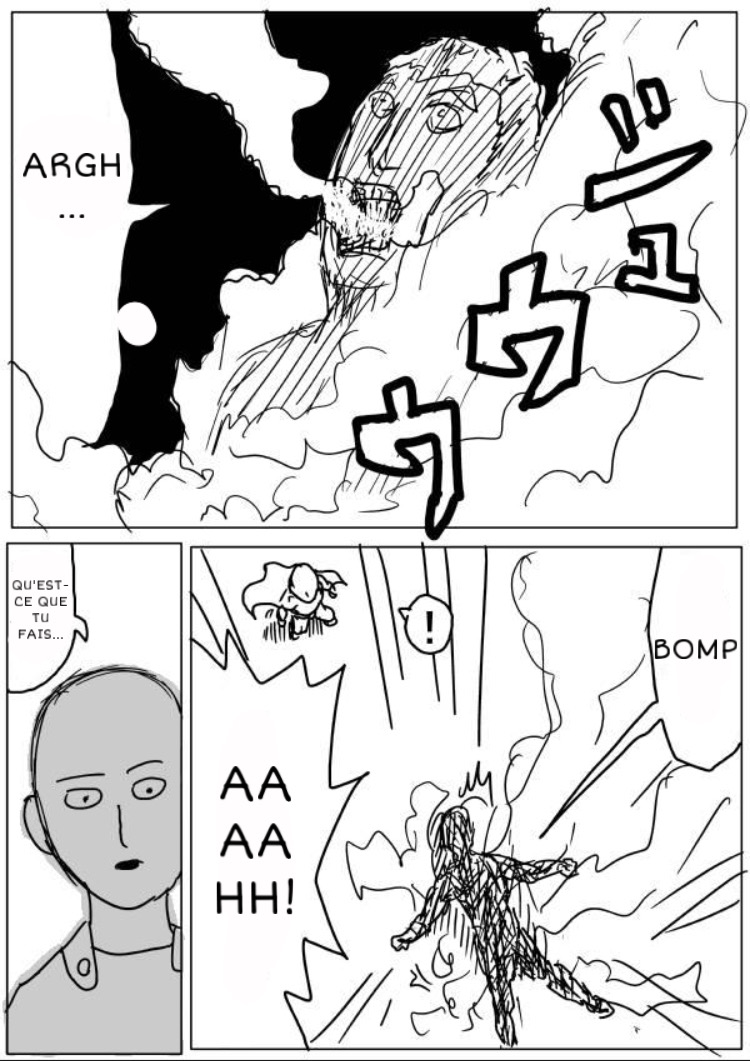 ARGH
...
ジュウウ
QU'EST-
CE QUE
TU
FAIS...
!
BOMP
AA
AA
HH!